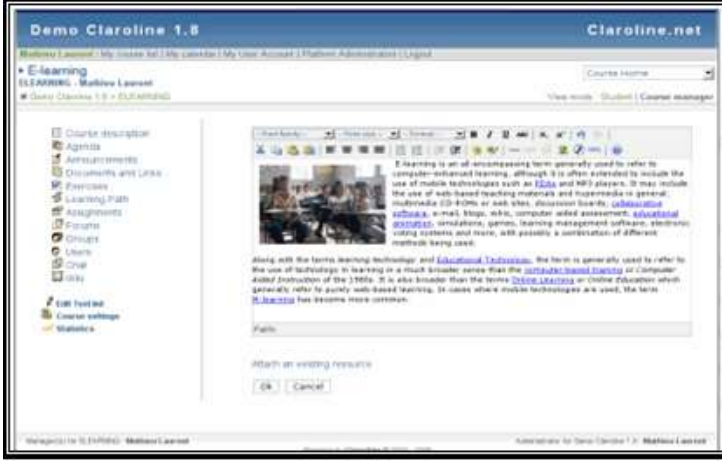 Demo Claroline 1.8
Claroline.net
Mathieu Laurent : My course list | My calendar | My User Account | Platform Administration | Logout
E-learning
Course Home
ELEARNING - Mathieu Laurent
Demo Claroline 1.8 > ELEARNING
View mode : Student | Course manager
Course description
Agenda
Announcements
Documents and Links
Exercises
Learning Path
Assignments
Forums
Groups
Users
Chat
Wiki
Edit Tool list
Course settings
Statistics
E-learning is an all-encompassing term generally used to refer to
computer-enhanced learning, although it is often extended to include the
use of mobile technologies such as PDAs and MP3 players. It may include
the use of web-based teaching materials and hypermedia in general,
multimedia CD-ROMs or web sites, discussion boards, collaborative
software, e-mail, blogs, wikis, computer aided assessment, educational
animation, simulations, games, learning management software, electronic
voting systems and more, with possibly a combination of different
methods being used.
Along with the terms learning technology and Educational Technology, the term is generally used to refer to
the use of technology in learning in a much broader sense than the computer-based training or Computer
Aided Instruction of the 1980s. It is also broader than the terms Online Learning or Online Education which
generally refer to purely web-based learning. In cases where mobile technologies are used, the term
M-learning has become more common.
Path:
Attach an existing resource
Ok
Cancel
Manager(s) for ELEARNING : Mathieu Laurent
Administrator for Demo Claroline 1.8 : Mathieu Laurent